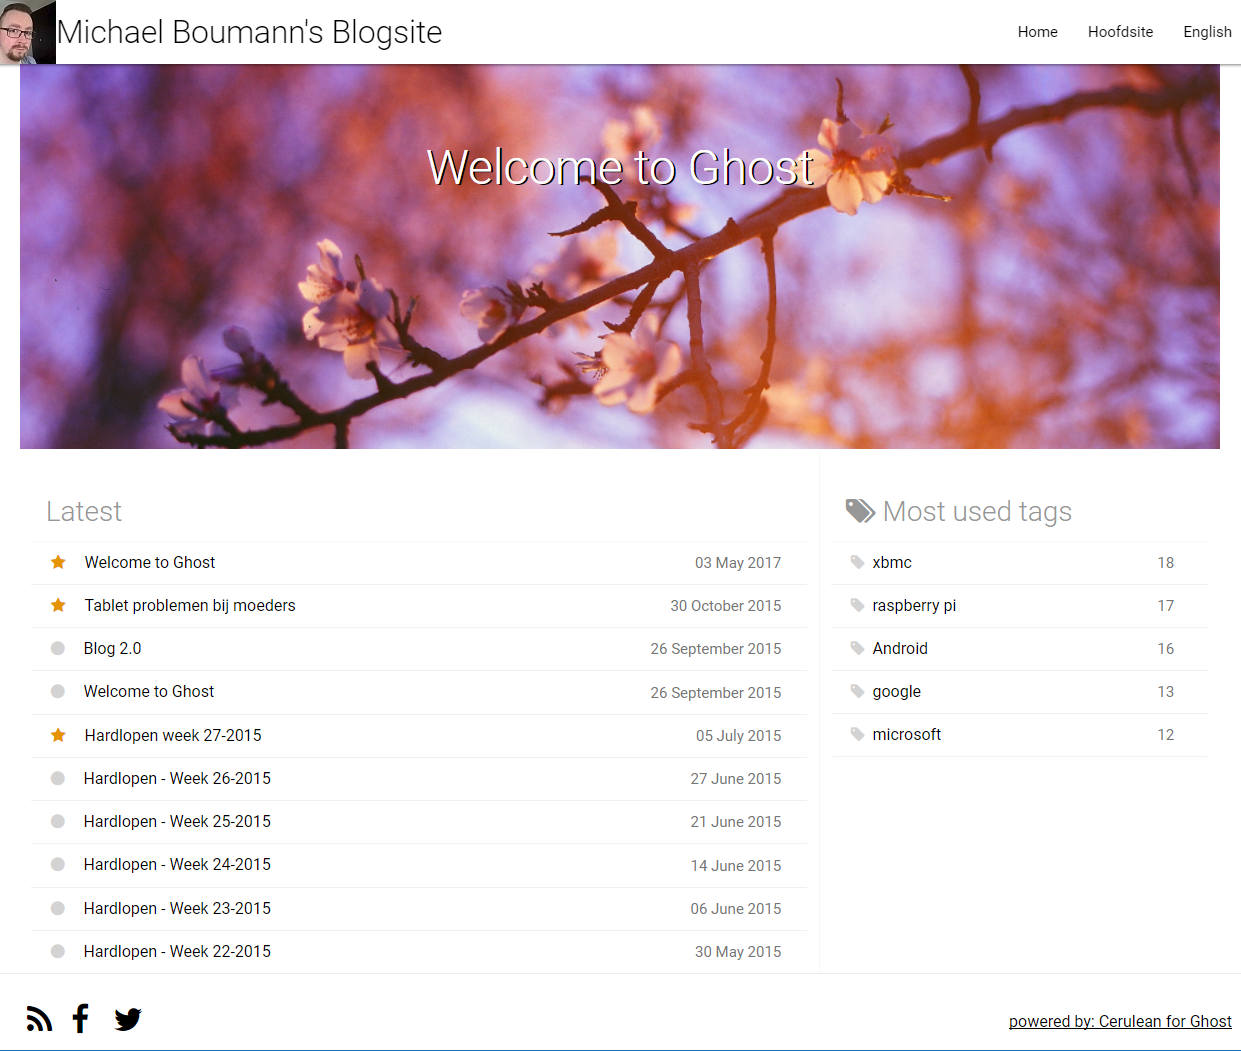 Michael Boumann's Blogsite
Home Hoofdsite English
Welcome to Ghost
Latest
Welcome to Ghost 03 May 2017
Tablet problemen bij moeders 30 October 2015
Blog 2.0 26 September 2015
Welcome to Ghost 26 September 2015
Hardlopen week 27-2015 05 July 2015
Hardlopen - Week 26-2015 27 June 2015
Hardlopen - Week 25-2015 21 June 2015
Hardlopen - Week 24-2015 14 June 2015
Hardlopen - Week 23-2015 06 June 2015
Hardlopen - Week 22-2015 30 May 2015
Most used tags
xbmc 18
raspberry pi 17
Android 16
google 13
microsoft 12
powered by: Cerulean for Ghost